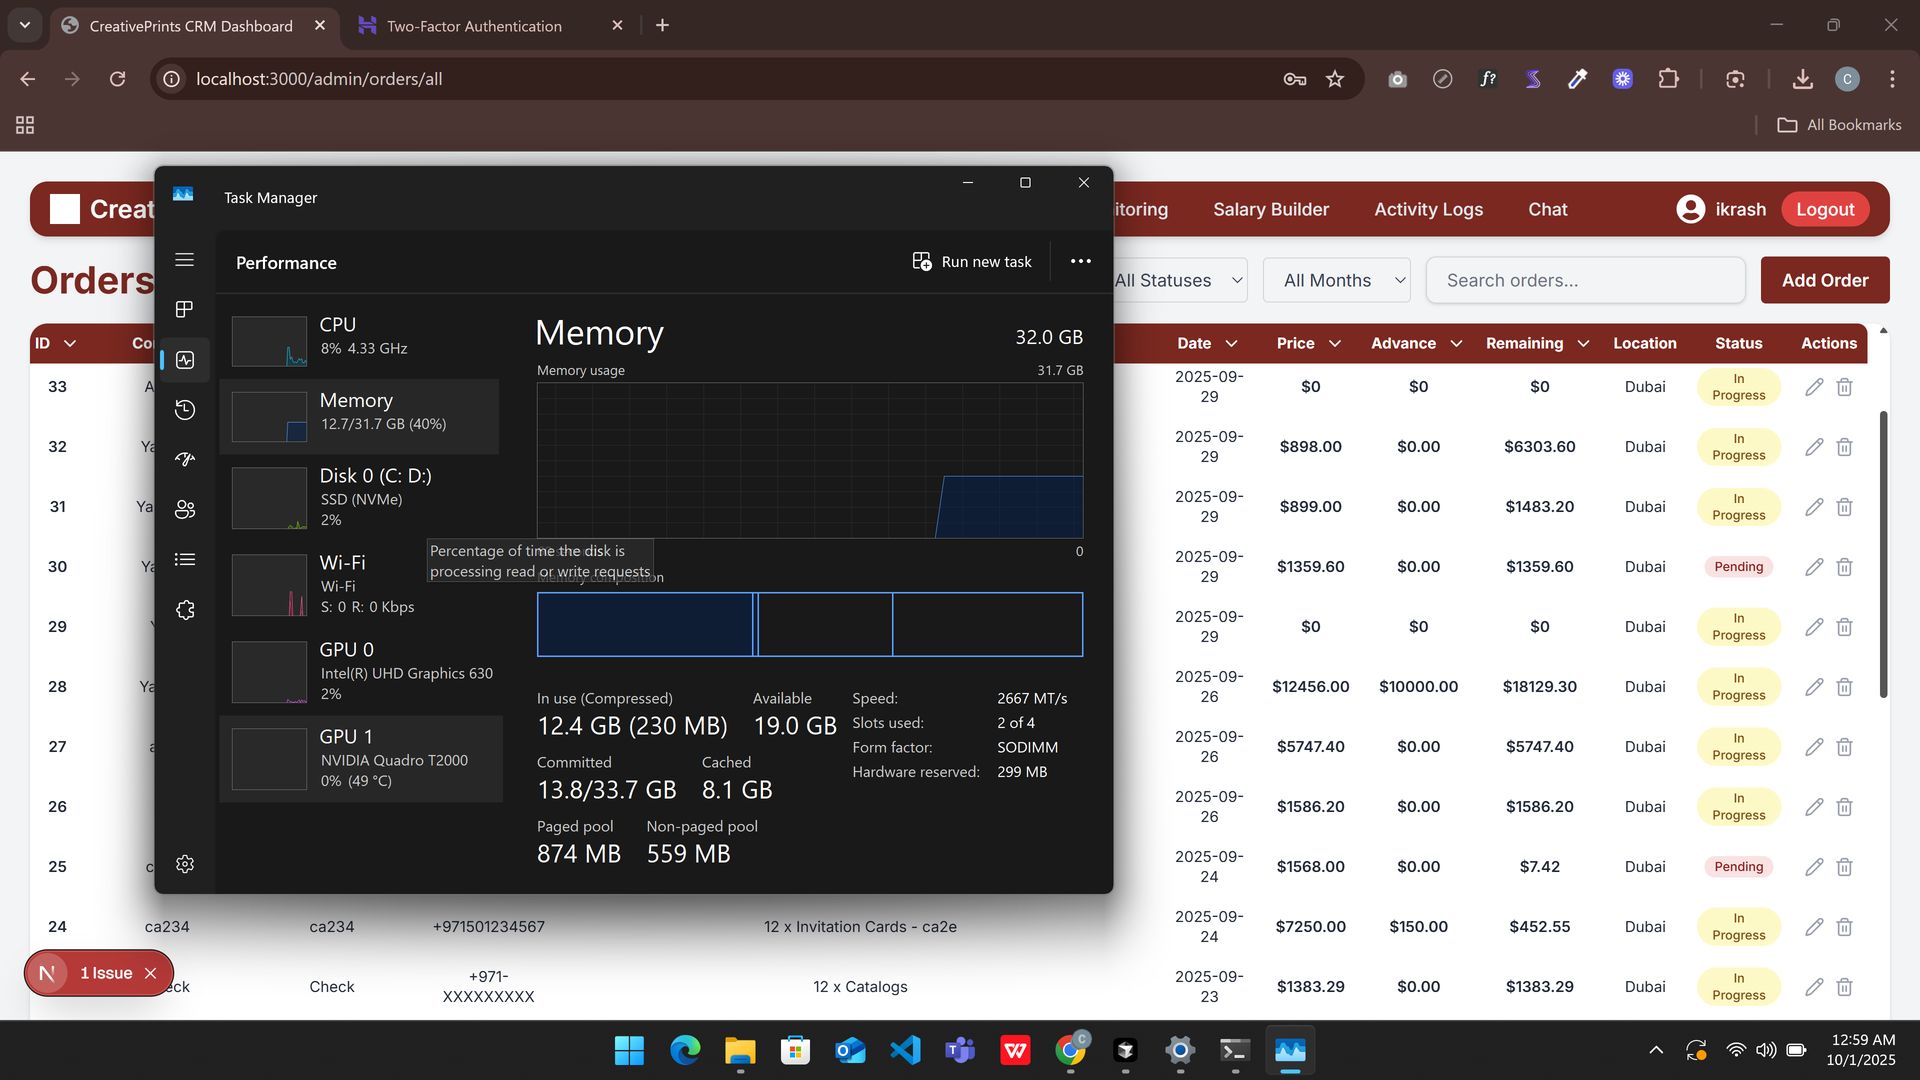 CreativePrints CRM Dashboard
Two-Factor Authentication
localhost:3000/admin/orders/all
f?
C
All Bookmarks
Creat
itoring
Salary Builder
Activity Logs
Chat
ikrash
Logout
Orders
All Statuses
All Months
Search orders...
Add Order
ID
Co
Date
Price
Advance
Remaining
Location
Status
Actions
33
A
2025-09-
29
$0
$0
$0
Dubai
In
Progress
32
Ya
2025-09-
29
$898.00
$0.00
$6303.60
Dubai
In
Progress
31
Ya
2025-09-
29
$899.00
$0.00
$1483.20
Dubai
In
Progress
30
Ya
2025-09-
29
$1359.60
$0.00
$1359.60
Dubai
Pending
29
2025-09-
29
$0
$0
$0
Dubai
In
Progress
28
Ya
2025-09-
26
$12456.00
$10000.00
$18129.30
Dubai
In
Progress
27
a
2025-09-
26
$5747.40
$0.00
$5747.40
Dubai
In
Progress
26
2025-09-
26
$1586.20
$0.00
$1586.20
Dubai
In
Progress
25
c
2025-09-
24
$1568.00
$0.00
$7.42
Dubai
Pending
24
ca234
ca234
+971501234567
12 x Invitation Cards - ca2e
2025-09-
24
$7250.00
$150.00
$452.55
Dubai
In
Progress
eck
Check
+971-
XXXXXXXXX
12 x Catalogs
2025-09-
23
$1383.29
$0.00
$1383.29
Dubai
In
Progress
N
1 Issue
Task Manager
Performance
Run new task
CPU
8% 4.33 GHz
Memory
12.7/31.7 GB (40%)
Disk 0 (C: D:)
SSD (NVMe)
2%
Wi-Fi
Wi-Fi
S: 0 R: 0 Kbps
GPU 0
Intel(R) UHD Graphics 630
2%
GPU 1
NVIDIA Quadro T2000
0% (49 °C)
Memory
32.0 GB
Memory usage
31.7 GB
0
Percentage of time the disk is
processing read or write requests
Memory composition
In use (Compressed)
12.4 GB (230 MB)
Available
19.0 GB
Committed
13.8/33.7 GB
Cached
8.1 GB
Paged pool
874 MB
Non-paged pool
559 MB
Speed:
2667 MT/s
Slots used:
2 of 4
Form factor:
SODIMM
Hardware reserved:
299 MB
12:59 AM
10/1/2025